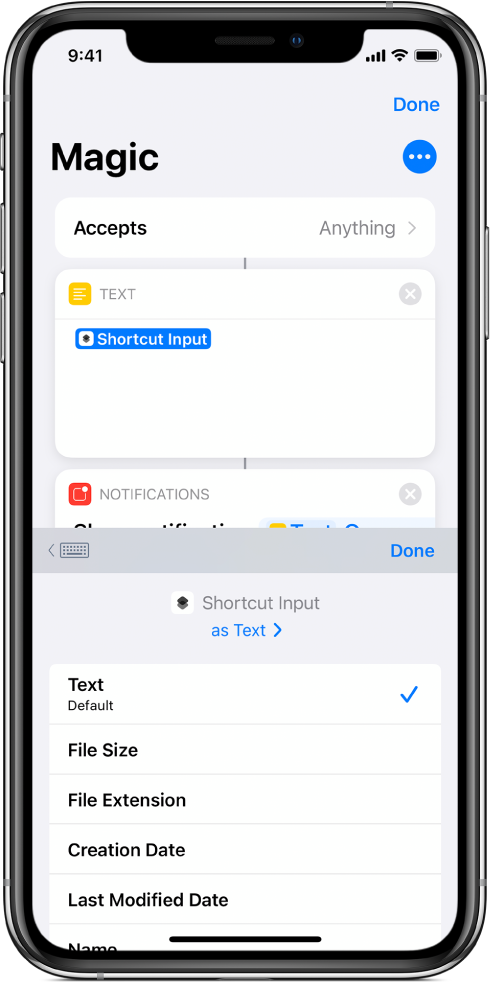 9:41
Done
Magic
Accepts Anything
TEXT
Shortcut Input
NOTIFICATIONS
Done
Shortcut Input
as Text
Text
Default
File Size
File Extension
Creation Date
Last Modified Date
Name